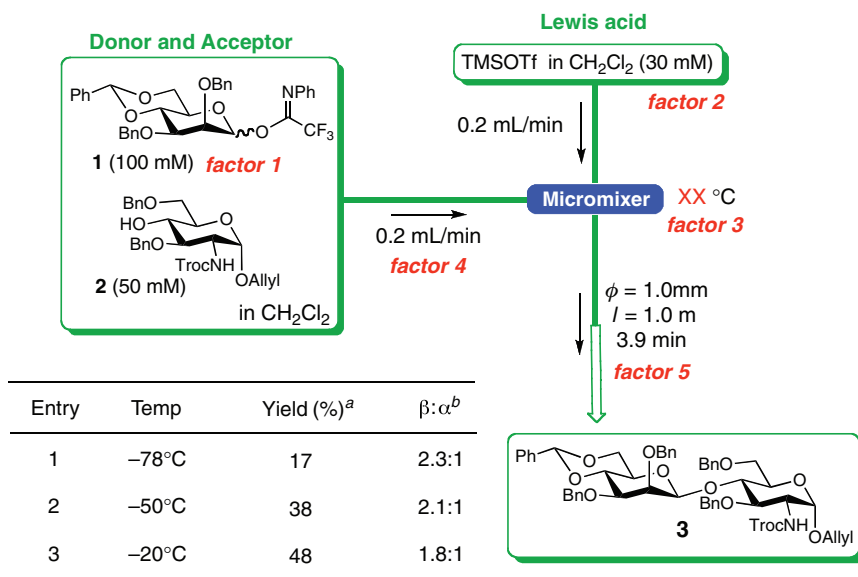 Donor and Acceptor
Ph
O
O
OBn
O
BnO
O
NPh
CF3
1 (100 mM) factor 1
BnO
HO
O
BnO
TrocNH
OAllyl
2 (50 mM)
in CH2Cl2
Lewis acid
TMSOTf in CH2Cl2 (30 mM)
factor 2
0.2 mL/min
Micromixer
XX °C
factor 3
0.2 mL/min
factor 4
ϕ = 1.0mm
l = 1.0 m
3.9 min
factor 5
Entry Temp Yield (%)a β:αb
1 –78°C 17 2.3:1
2 –50°C 38 2.1:1
3 –20°C 48 1.8:1
Ph
O
O
OBn
O
BnO
O
BnO
O
BnO
TrocNH
OAllyl
3